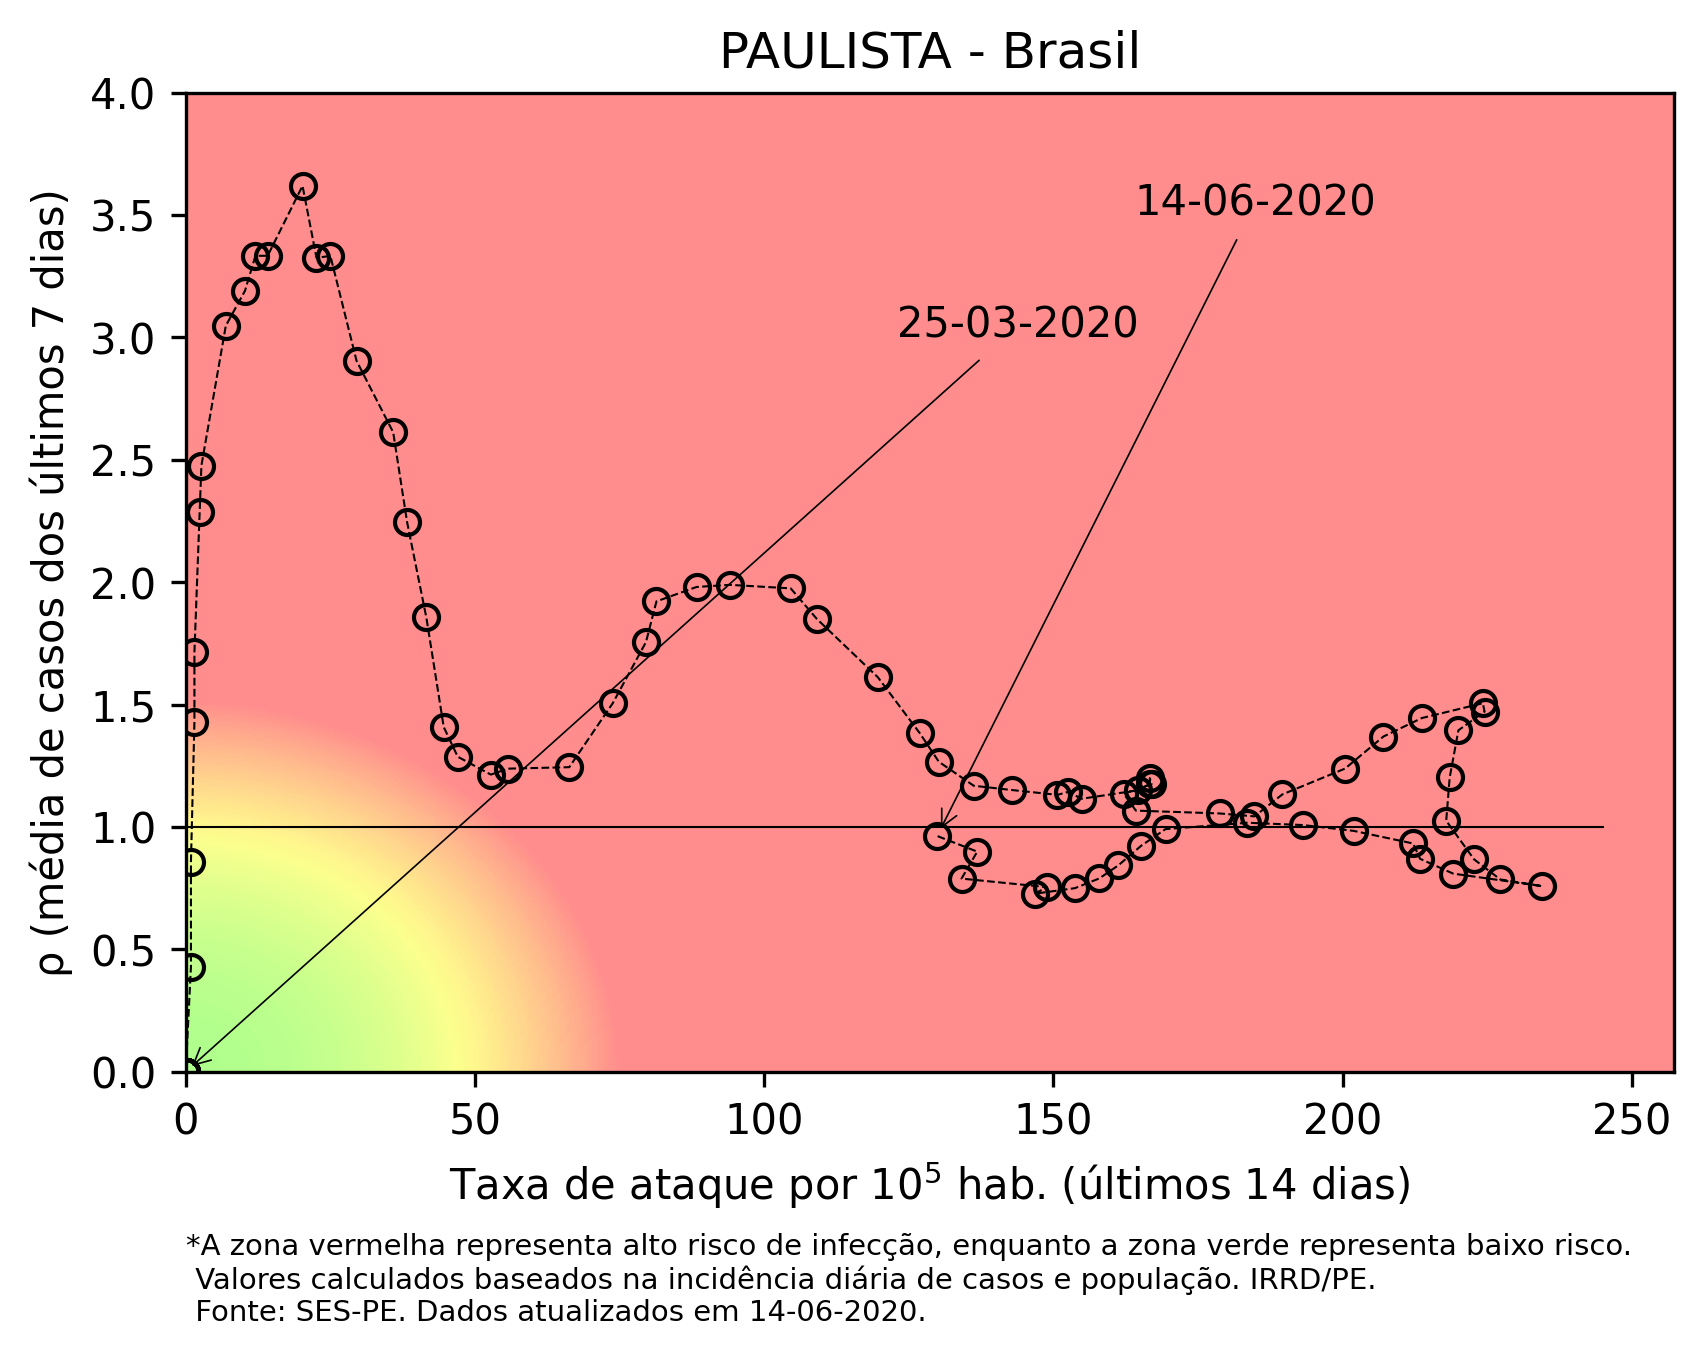 PAULISTA - Brasil
4.0
3.5
3.0
2.5
2.0
1.5
1.0
0.5
0.0
ρ (média de casos dos últimos 7 dias)
14-06-2020
25-03-2020
0 50 100 150 200 250
Taxa de ataque por 10⁵ hab. (últimos 14 dias)
*A zona vermelha representa alto risco de infecção, enquanto a zona verde representa baixo risco.
Valores calculados baseados na incidência diária de casos e população. IRRD/PE.
Fonte: SES-PE. Dados atualizados em 14-06-2020.